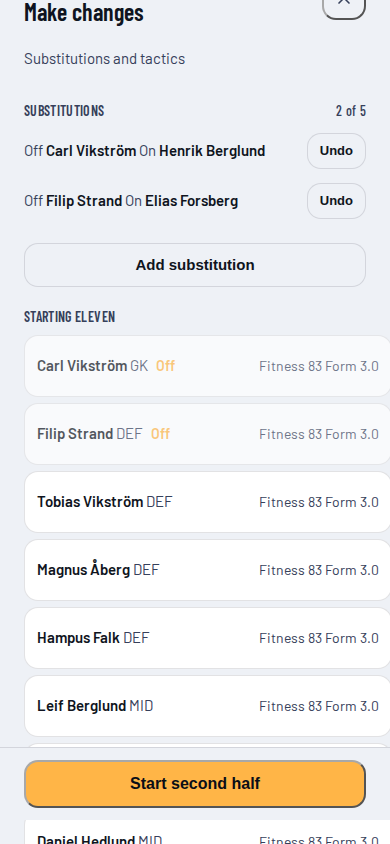 Make changes
Substitutions and tactics
SUBSTITUTIONS 2 of 5
Off Carl Vikström On Henrik Berglund Undo
Off Filip Strand On Elias Forsberg Undo
Add substitution
STARTING ELEVEN
Carl Vikström GK Off Fitness 83 Form 3.0
Filip Strand DEF Off Fitness 83 Form 3.0
Tobias Vikström DEF Fitness 83 Form 3.0
Magnus Åberg DEF Fitness 83 Form 3.0
Hampus Falk DEF Fitness 83 Form 3.0
Leif Berglund MID Fitness 83 Form 3.0
Start second half
Daniel Hedlund MID Fitness 83 Form 3.0